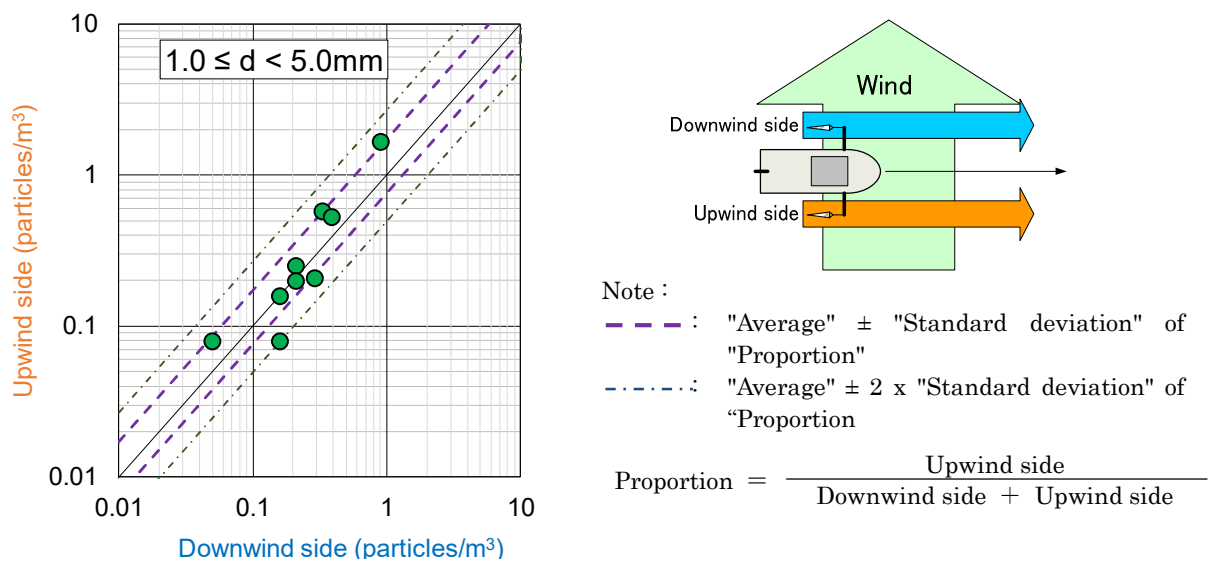 10
1
0.1
0.01
1.0 ≤ d < 5.0mm
Upwind side (particles/m³)
0.01 0.1 1 10
Downwind side (particles/m³)
Wind
Downwind side
Upwind side
Note：
: "Average" ± "Standard deviation" of
"Proportion"
: "Average" ± 2 x "Standard deviation" of
“Proportion
Proportion = Upwind side
Downwind side + Upwind side